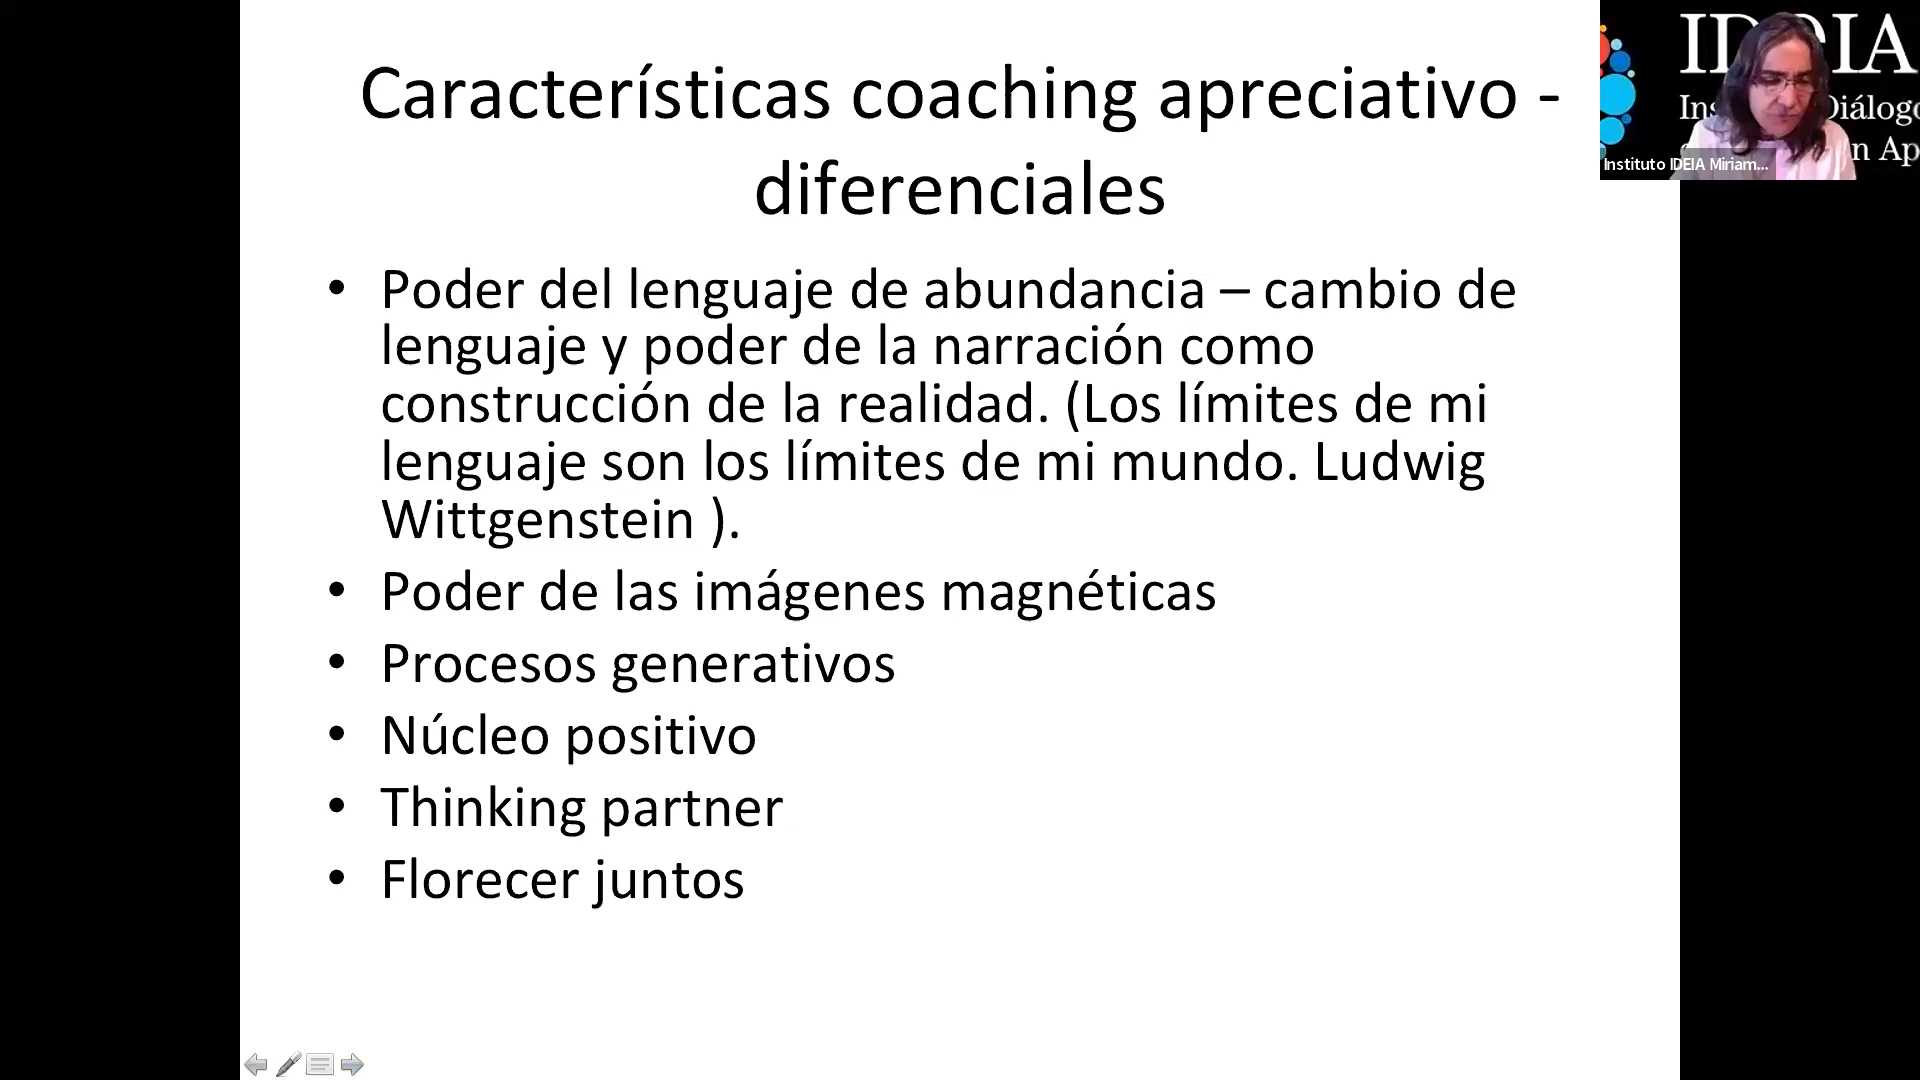 Características coaching apreciativo -
diferenciales
• Poder del lenguaje de abundancia – cambio de
lenguaje y poder de la narración como
construcción de la realidad. (Los límites de mi
lenguaje son los límites de mi mundo. Ludwig
Wittgenstein ).
• Poder de las imágenes magnéticas
• Procesos generativos
• Núcleo positivo
• Thinking partner
• Florecer juntos
Instituto IDEIA Miriam...